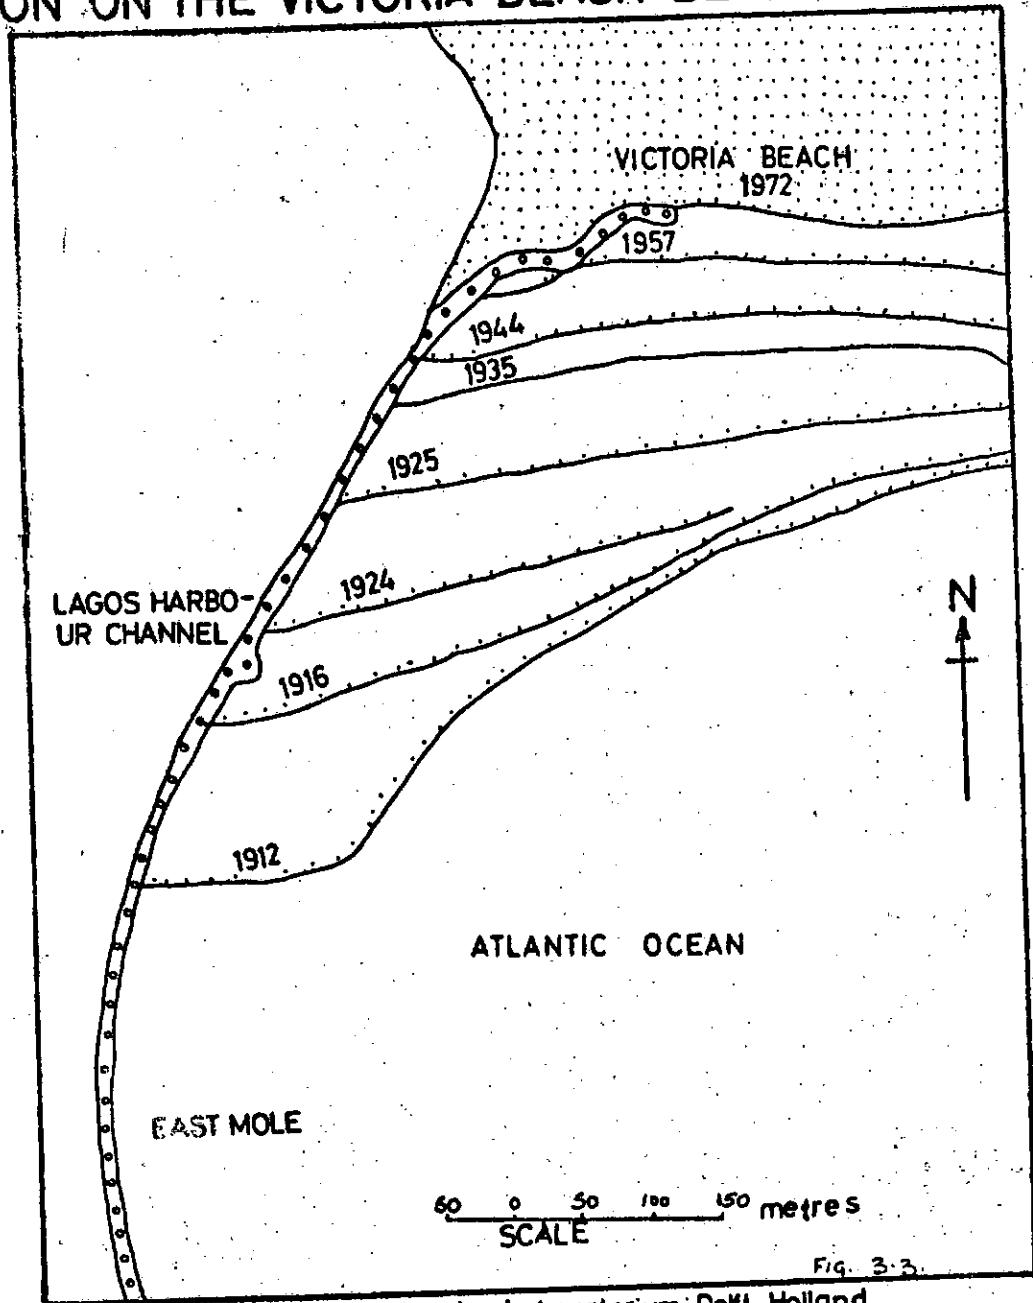 ON ON THE VICTORIA BEACH
VICTORIA BEACH
1972
1957
1944
1935
1925
1924
1916
1912
LAGOS HARBO-
UR CHANNEL
N
ATLANTIC OCEAN
EAST MOLE
50 0 50 100 150 metres
SCALE
Fig. 3.3.
Delft Holland